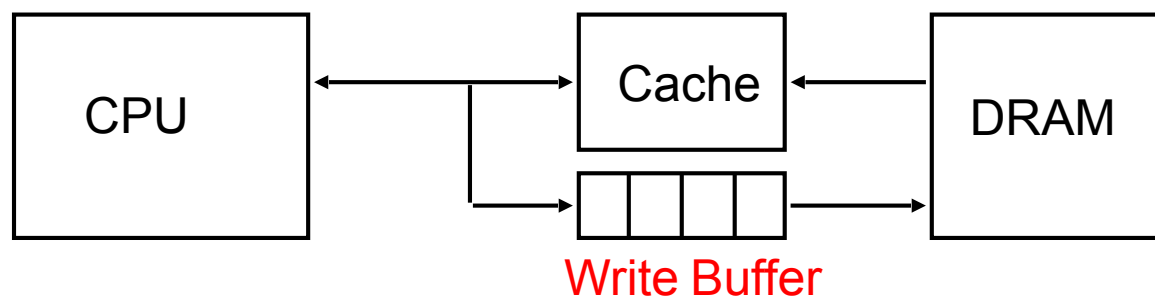 CPU
Cache
DRAM
Write Buffer